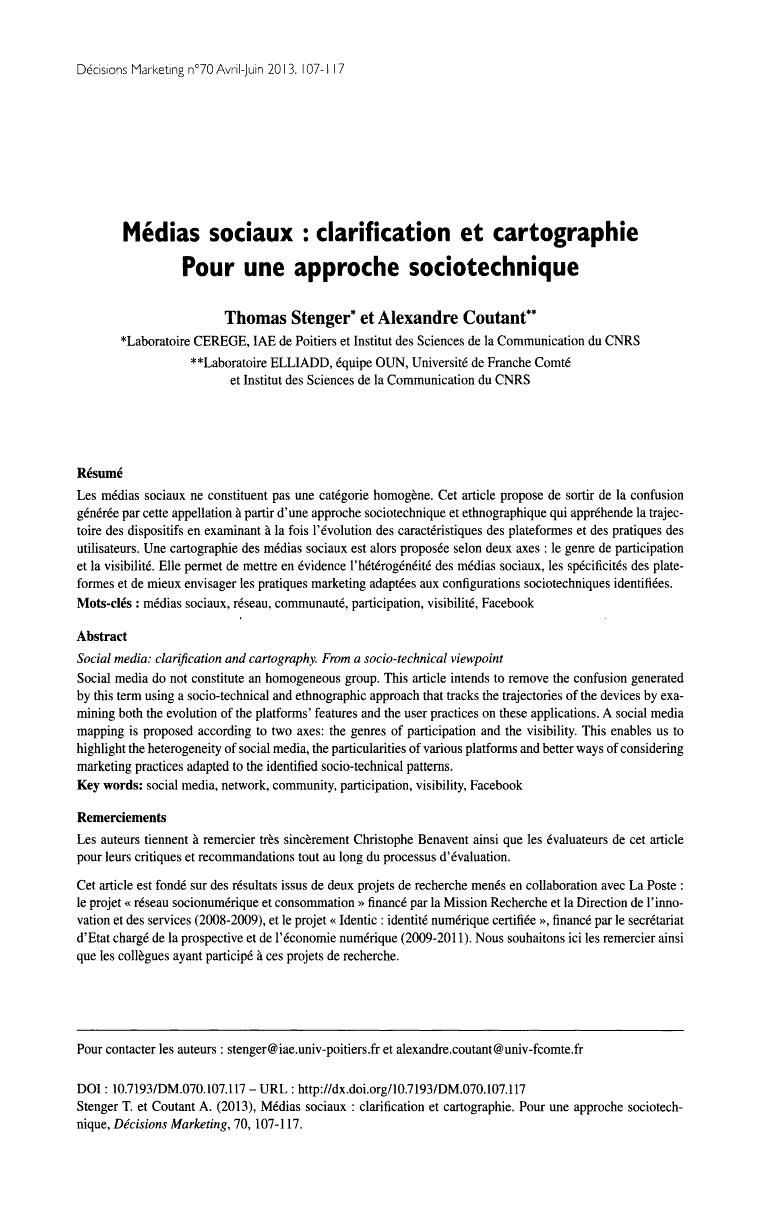 Décisions Marketing n°70 Avril-Juin 2013, 107-117
Médias sociaux : clarification et cartographie
Pour une approche sociotechnique
Thomas Stenger* et Alexandre Coutant**
*Laboratoire CEREGE, IAE de Poitiers et Institut des Sciences de la Communication du CNRS
**Laboratoire ELLIADD, équipe OUN, Université de Franche Comté
et Institut des Sciences de la Communication du CNRS
Résumé
Les médias sociaux ne constituent pas une catégorie homogène. Cet article propose de sortir de la confusion
générée par cette appellation à partir d'une approche sociotechnique et ethnographique qui appréhende la trajec-
toire des dispositifs en examinant à la fois l'évolution des caractéristiques des plateformes et des pratiques des
utilisateurs. Une cartographie des médias sociaux est alors proposée selon deux axes : le genre de participation
et la visibilité. Elle permet de mettre en évidence l'hétérogénéité des médias sociaux, les spécificités des plate-
formes et de mieux envisager les pratiques marketing adaptées aux configurations sociotechniques identifiées.
Mots-clés : médias sociaux, réseau, communauté, participation, visibilité, Facebook
Abstract
Social media: clarification and cartography. From a socio-technical viewpoint
Social media do not constitute an homogeneous group. This article intends to remove the confusion generated
by this term using a socio-technical and ethnographic approach that tracks the trajectories of the devices by exa-
mining both the evolution of the platforms' features and the user practices on these applications. A social media
mapping is proposed according to two axes: the genres of participation and the visibility. This enables us to
highlight the heterogeneity of social media, the particularities of various platforms and better ways of considering
marketing practices adapted to the identified socio-technical patterns.
Key words: social media, network, community, participation, visibility, Facebook
Remerciements
Les auteurs tiennent à remercier très sincèrement Christophe Benavent ainsi que les évaluateurs de cet article
pour leurs critiques et recommandations tout au long du processus d'évaluation.
Cet article est fondé sur des résultats issus de deux projets de recherche menés en collaboration avec La Poste :
le projet « réseau socionumérique et consommation » financé par la Mission Recherche et la Direction de l'inno-
vation et des services (2008-2009), et le projet « Identic : identité numérique certifiée », financé par le secrétariat
d'Etat chargé de la prospective et de l'économie numérique (2009-2011). Nous souhaitons ici les remercier ainsi
que les collègues ayant participé à ces projets de recherche.
Pour contacter les auteurs : stenger@iae.univ-poitiers.fr et alexandre.coutant@univ-fcomte.fr
DOI : 10.7193/DM.070.107.117 – URL : http://dx.doi.org/10.7193/DM.070.107.117
Stenger T. et Coutant A. (2013), Médias sociaux : clarification et cartographie. Pour une approche sociotech-
nique, Décisions Marketing, 70, 107-117.